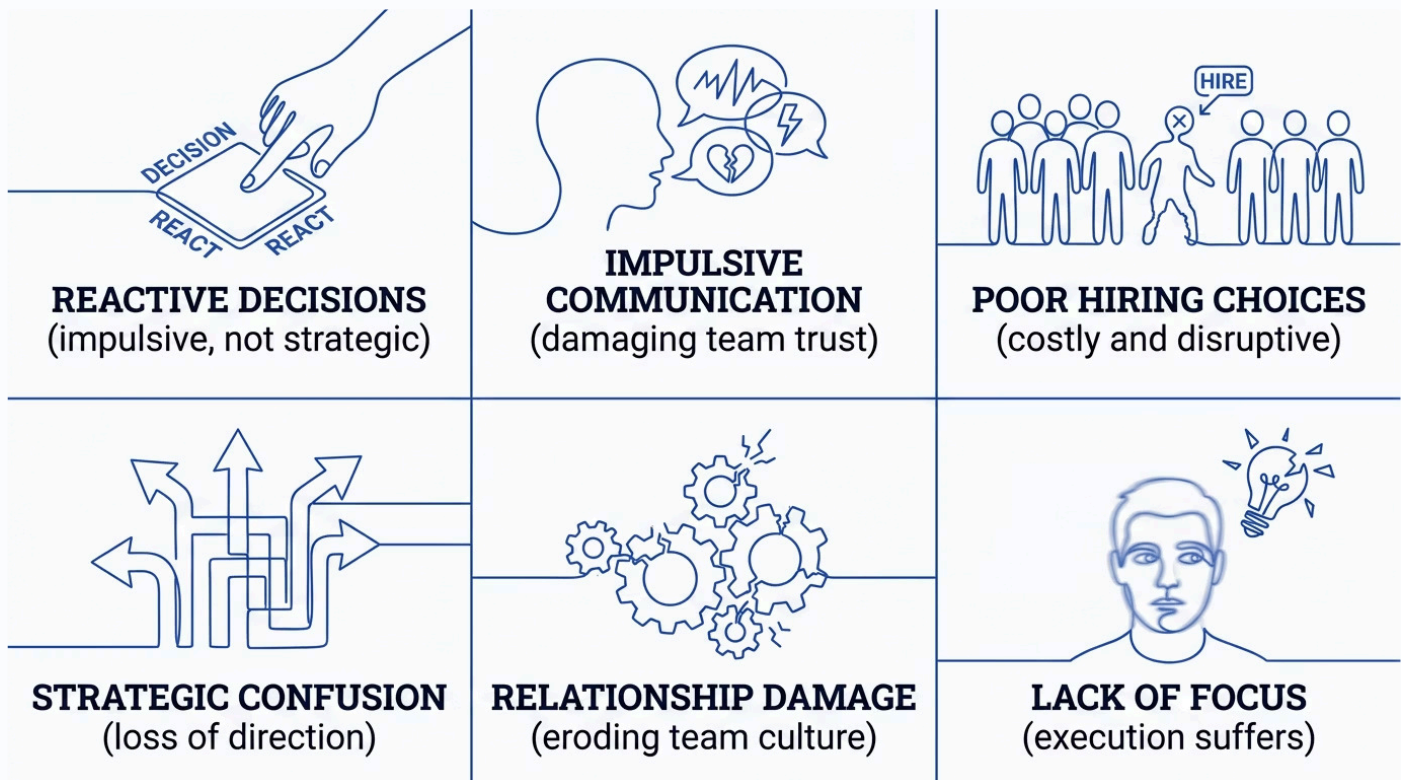 DECISION
REACT
REACT
REACTIVE DECISIONS
(impulsive, not strategic)
IMPULSIVE
COMMUNICATION
(damaging team trust)
HIRE
POOR HIRING CHOICES
(costly and disruptive)
STRATEGIC CONFUSION
(loss of direction)
RELATIONSHIP DAMAGE
(eroding team culture)
LACK OF FOCUS
(execution suffers)